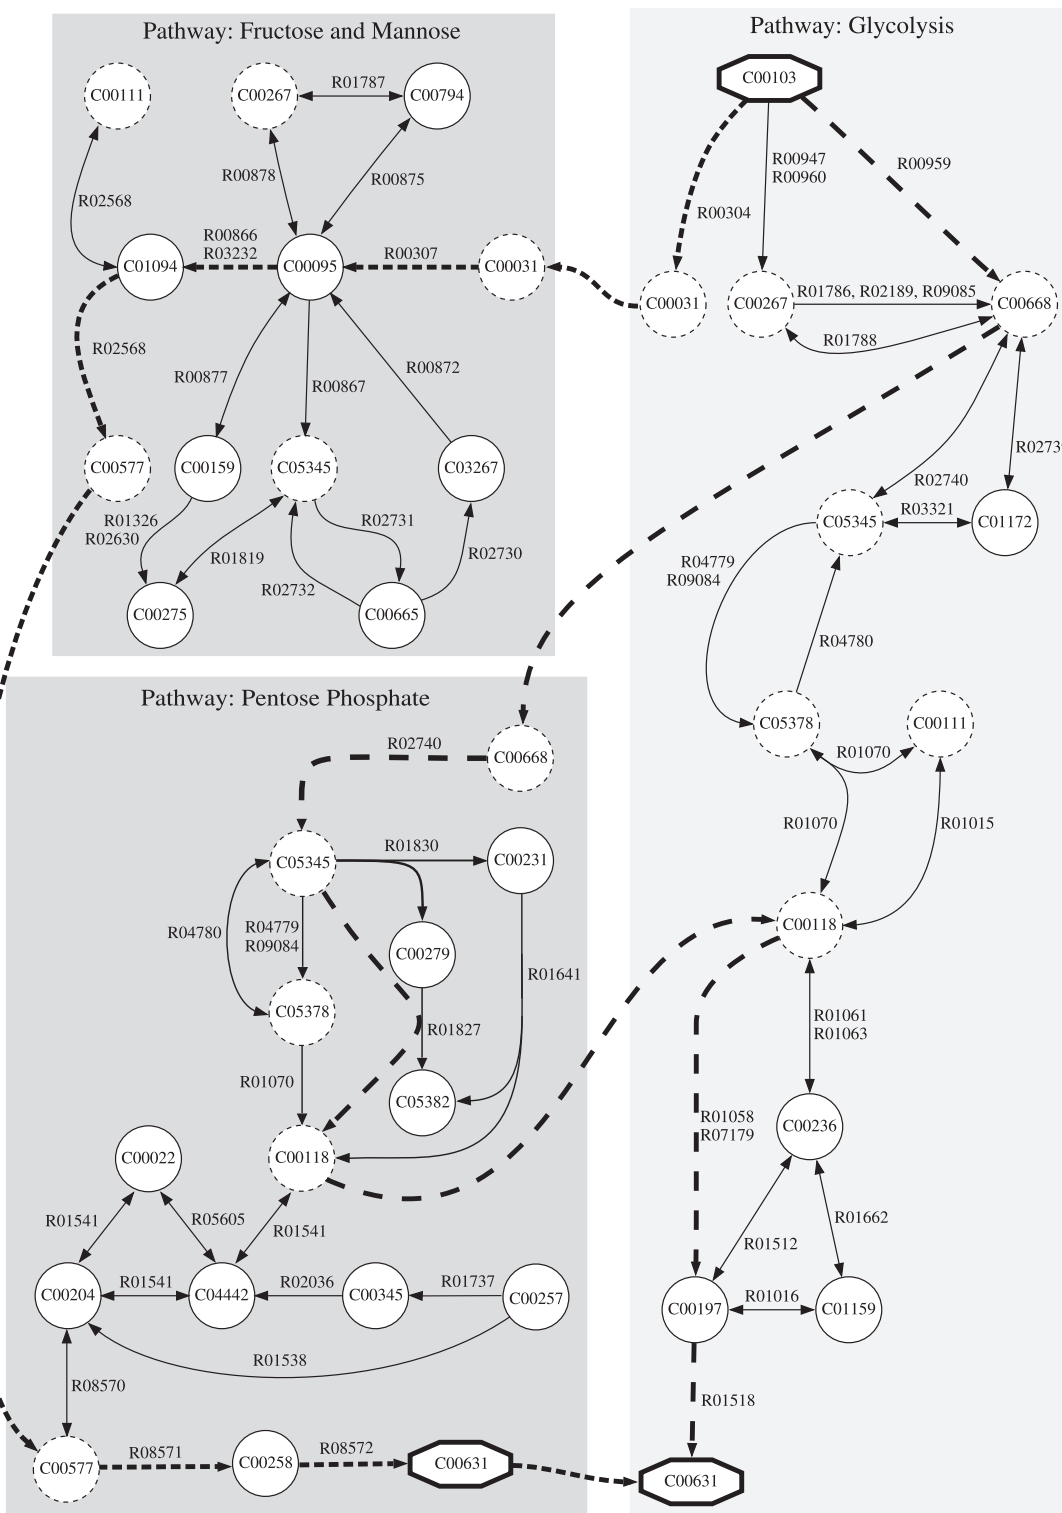 Pathway: Fructose and Mannose
C00111
C00267
R01787
C00794
R02568
R00878
R00875
R00866
R03232
C01094
C00095
R00307
C00031
R02568
R00877
R00867
R00872
C00577
C00159
C05345
C03267
R01326
R02630
R01819
R02731
R02732
R02730
C00275
C00665
Pathway: Glycolysis
C00103
R00947
R00960
R00959
R00304
C00031
C00267
R01786, R02189, R09085
C00668
R01788
R0273
R02740
C05345
R03321
C01172
R04779
R09084
R04780
C05378
C00111
R01070
R01070
R01015
C00118
R01061
R01063
R01058
R07179
C00236
R01512
R01662
C00197
R01016
C01159
R01518
C00631
Pathway: Pentose Phosphate
R02740
C00668
C05345
R01830
C00231
R04780
R04779
R09084
C00279
R01641
C05378
R01827
R01070
C05382
C00022
C00118
R01541
R05605
R01541
C00204
R01541
C04442
R02036
C00345
R01737
C00257
R01538
R08570
C00577
R08571
C00258
R08572
C00631